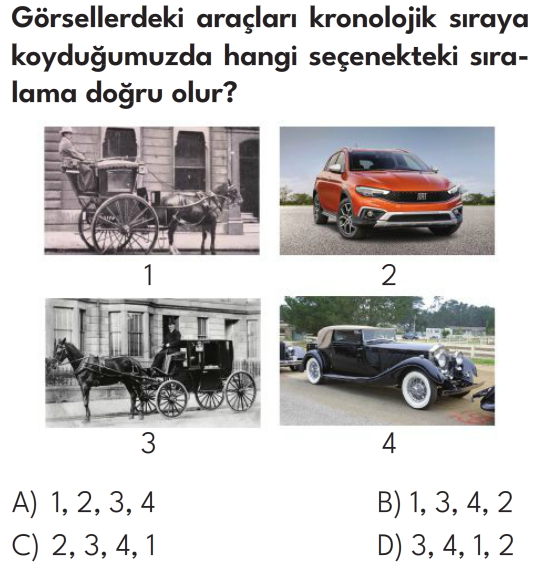 Görsellerdeki araçları kronolojik sıraya
koyduğumuzda hangi seçenekteki sıra-
lama doğru olur?
1
2
3
4
A) 1, 2, 3, 4
B) 1, 3, 4, 2
C) 2, 3, 4, 1
D) 3, 4, 1, 2